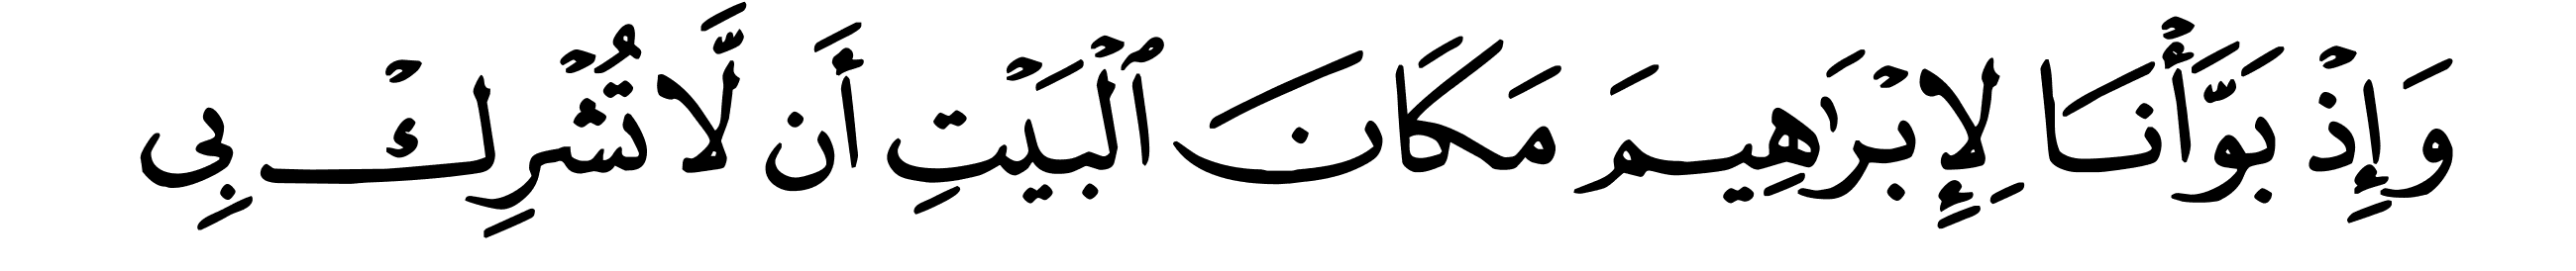 وَإِذْ بَوَّأْنَا لِإِبْرَٰهِيمَ مَكَانَ ٱلْبَيْتِ أَن لَّا تُشْرِكْ بِى